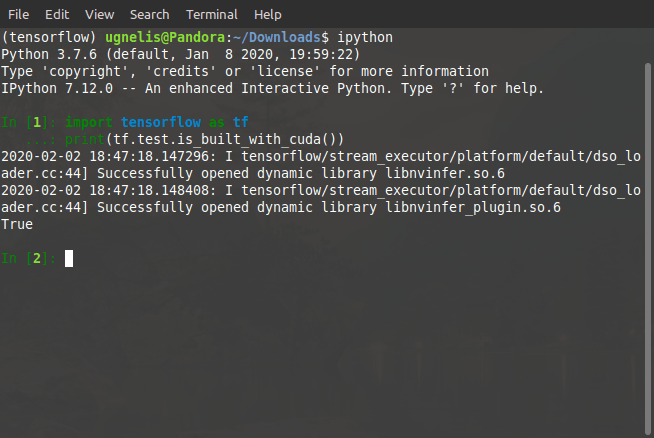 File Edit View Search Terminal Help
(tensorflow) ugnelis@Pandora:~/Downloads$ ipython
Python 3.7.6 (default, Jan  8 2020, 19:59:22)
Type 'copyright', 'credits' or 'license' for more information
IPython 7.12.0 -- An enhanced Interactive Python. Type '?' for help.
In [1]: import tensorflow as tf
   ...: print(tf.test.is_built_with_cuda())
2020-02-02 18:47:18.147296: I tensorflow/stream_executor/platform/default/dso_lo
ader.cc:44] Successfully opened dynamic library libnvinfer.so.6
2020-02-02 18:47:18.148408: I tensorflow/stream_executor/platform/default/dso_lo
ader.cc:44] Successfully opened dynamic library libnvinfer_plugin.so.6
True
In [2]: